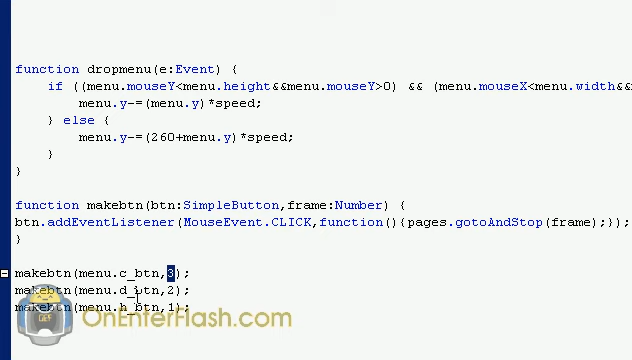 function dropmenu(e:Event) {
if ((menu.mouseY<menu.height&&menu.mouseY>0) && (menu.mouseX<menu.width&&
menu.y-=(menu.y)*speed;
} else {
menu.y-=(260+menu.y)*speed;
}
}
function makebtn(btn:SimpleButton,frame:Number) {
btn.addEventListener(MouseEvent.CLICK,function(){pages.gotoAndStop(frame);});
}
makebtn(menu.c_btn,3);
makebtn(menu.d_btn,2);
makebtn(menu.h_btn,1);
OnEnterFlash.com